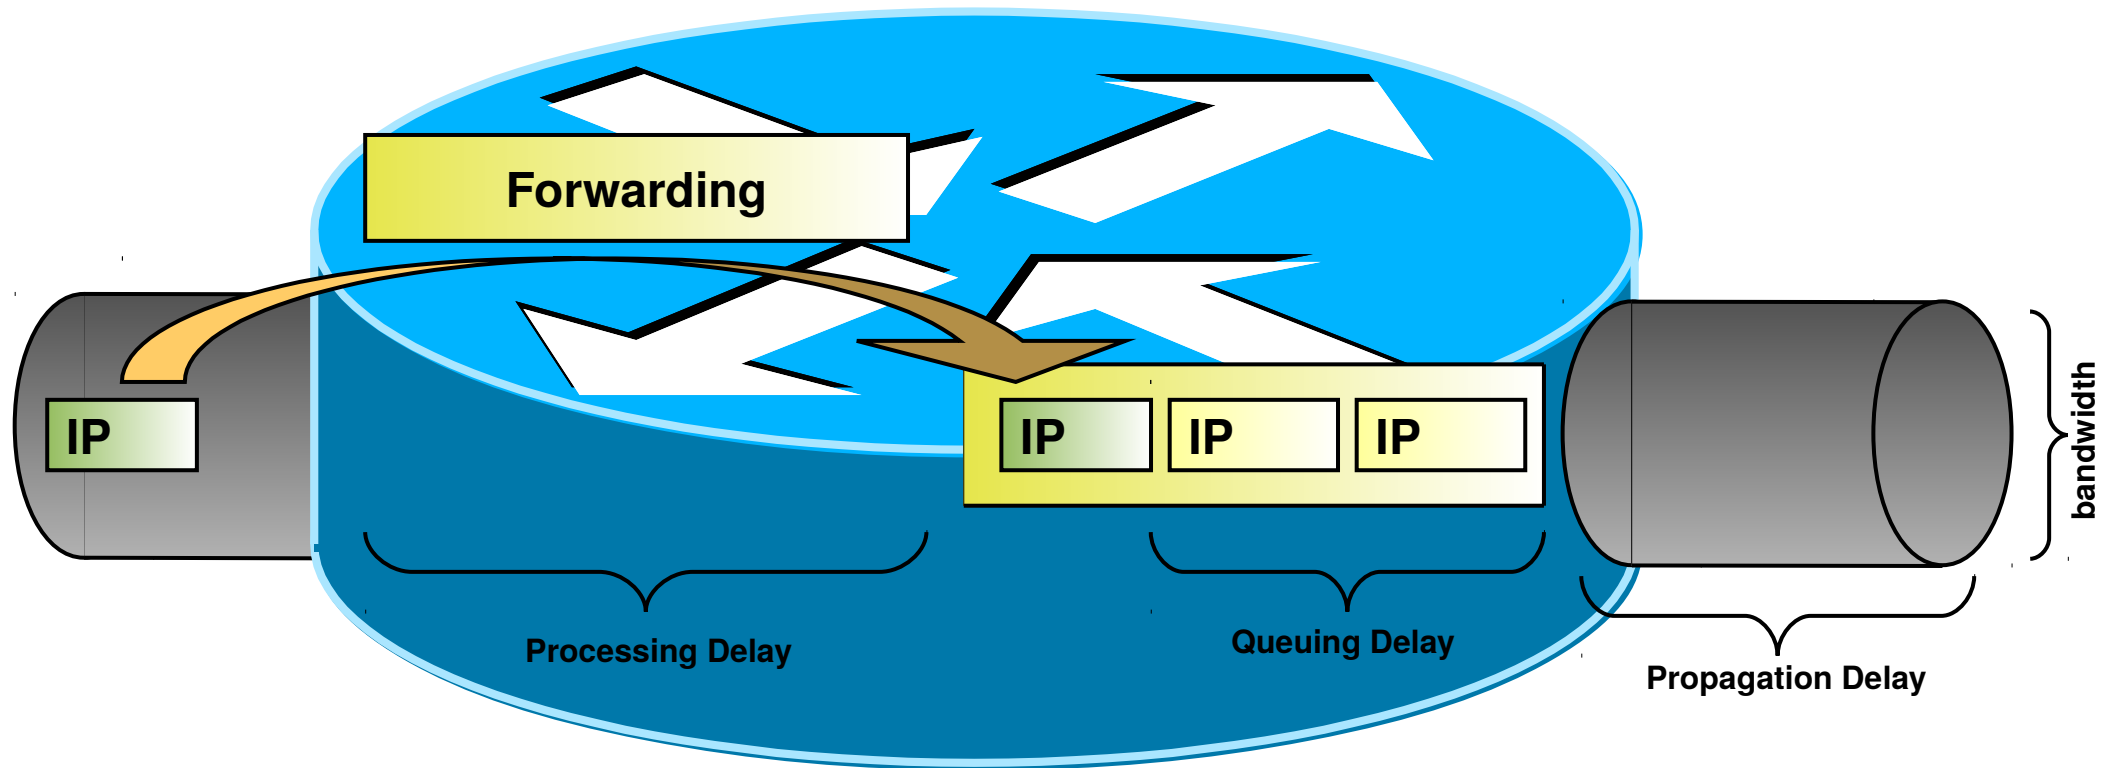 Forwarding
IP
IP
IP
IP
bandwidth
Processing Delay
Queuing Delay
Propagation Delay